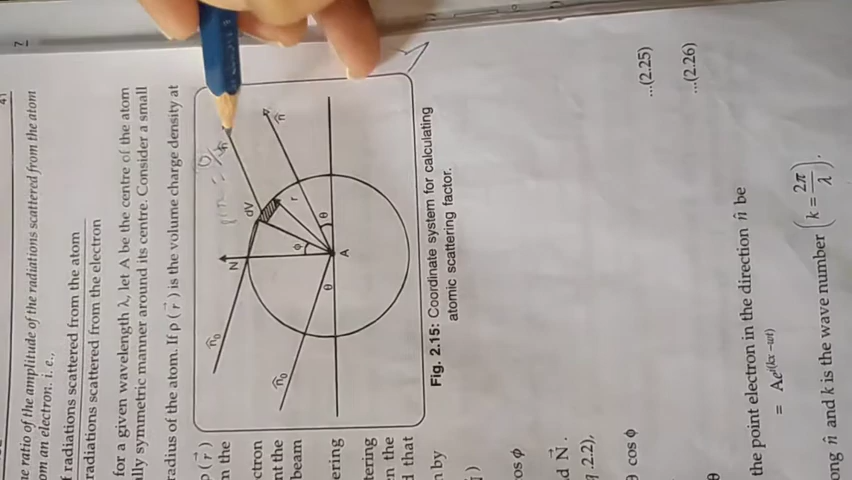 41
he ratio of the amplitude of the radiations scattered from the atom
om an electron. i. e.,
f radiations scattered from the atom
radiations scattered from the electron
for a given wavelength λ, let A be the centre of the atom
lly symmetric manner around its centre. Consider a small
radius of the atom. If ρ(r⃗) is the volume charge density at
ρ(r⃗)
m the
ctron
nt the
beam
ering
ttering
en the
d that
n by
n̂₀
n̂₀
N
dV
n̂
r
ϕ
θ
θ
A
Fig. 2.15: Coordinate system for calculating
atomic scattering factor.
os ϕ
d N⃗ .
.2.2),
θ cos ϕ
...(2.25)
θ
...(2.26)
the point electron in the direction n̂ be
= Ae^{i(kx−ωt)}
ong n̂ and k is the wave number (k = 2π/λ).